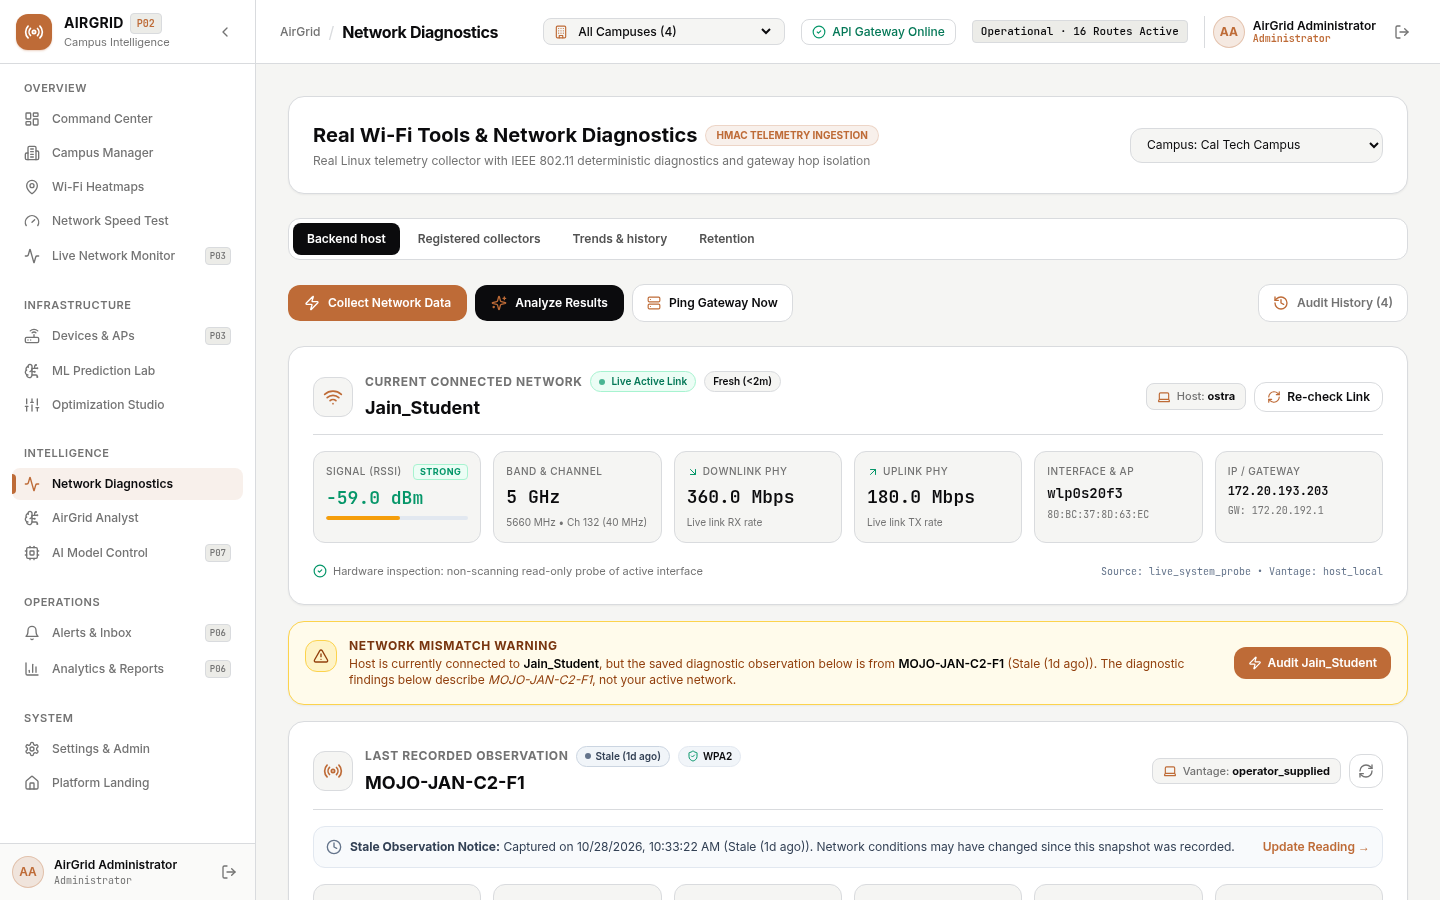 AIRGRID P02
Campus Intelligence
OVERVIEW
Command Center
Campus Manager
Wi-Fi Heatmaps
Network Speed Test
Live Network Monitor P03
INFRASTRUCTURE
Devices & APs P03
ML Prediction Lab
Optimization Studio
INTELLIGENCE
Network Diagnostics
AirGrid Analyst
AI Model Control P07
OPERATIONS
Alerts & Inbox P06
Analytics & Reports P06
SYSTEM
Settings & Admin
Platform Landing
AA AirGrid Administrator
Administrator
AirGrid / Network Diagnostics
All Campuses (4)
API Gateway Online
Operational · 16 Routes Active
AA AirGrid Administrator
Administrator
Real Wi-Fi Tools & Network Diagnostics HMAC TELEMETRY INGESTION
Real Linux telemetry collector with IEEE 802.11 deterministic diagnostics and gateway hop isolation
Campus: Cal Tech Campus
Backend host Registered collectors Trends & history Retention
Collect Network Data Analyze Results Ping Gateway Now Audit History (4)
CURRENT CONNECTED NETWORK Live Active Link Fresh (<2m)
Jain_Student
Host: ostra Re-check Link
SIGNAL (RSSI) STRONG
-59.0 dBm
BAND & CHANNEL
5 GHz
5660 MHz • Ch 132 (40 MHz)
DOWNLINK PHY
360.0 Mbps
Live link RX rate
UPLINK PHY
180.0 Mbps
Live link TX rate
INTERFACE & AP
wlp0s20f3
80:BC:37:8D:63:EC
IP / GATEWAY
172.20.193.203
GW: 172.20.192.1
Hardware inspection: non-scanning read-only probe of active interface
Source: live_system_probe • Vantage: host_local
NETWORK MISMATCH WARNING
Host is currently connected to Jain_Student, but the saved diagnostic observation below is from MOJO-JAN-C2-F1 (Stale (1d ago)). The diagnostic
findings below describe MOJO-JAN-C2-F1, not your active network.
Audit Jain_Student
LAST RECORDED OBSERVATION Stale (1d ago) WPA2
MOJO-JAN-C2-F1
Vantage: operator_supplied
Stale Observation Notice: Captured on 10/28/2026, 10:33:22 AM (Stale (1d ago)). Network conditions may have changed since this snapshot was recorded.
Update Reading →